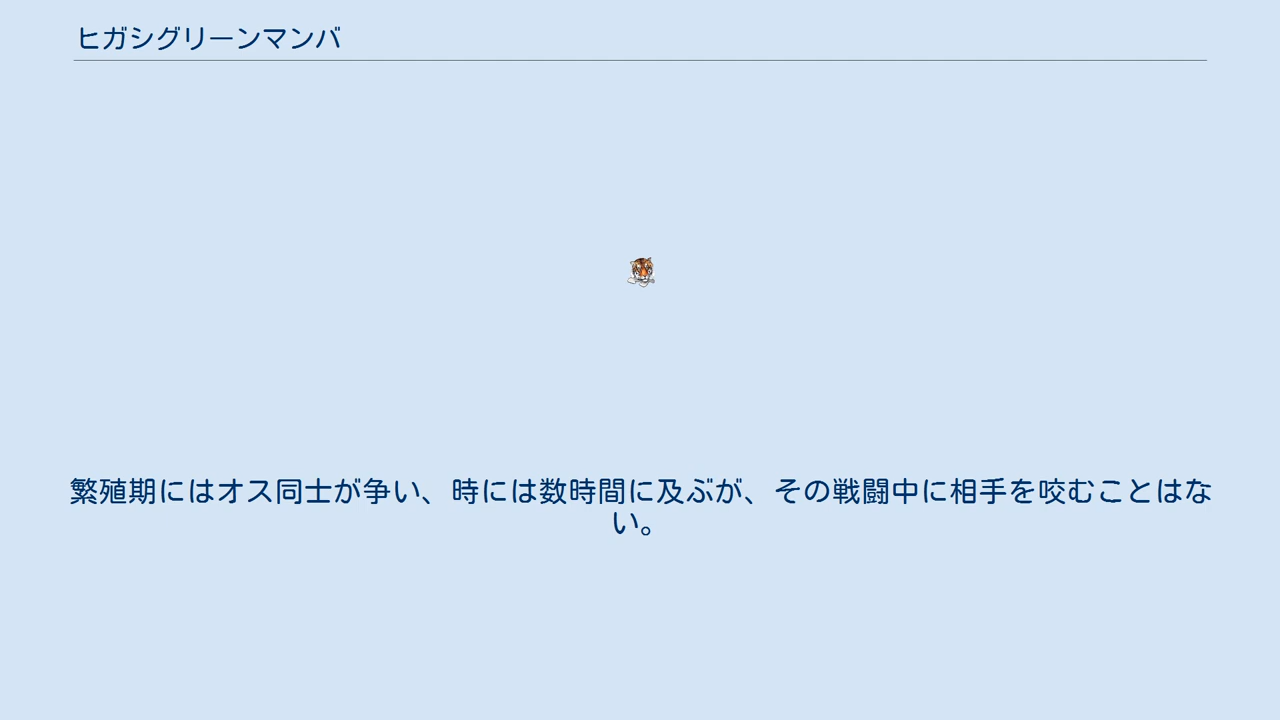 ヒガシグリーンマンバ
繁殖期にはオス同士が争い、時には数時間に及ぶが、その戦闘中に相手を咬むことはな
い。